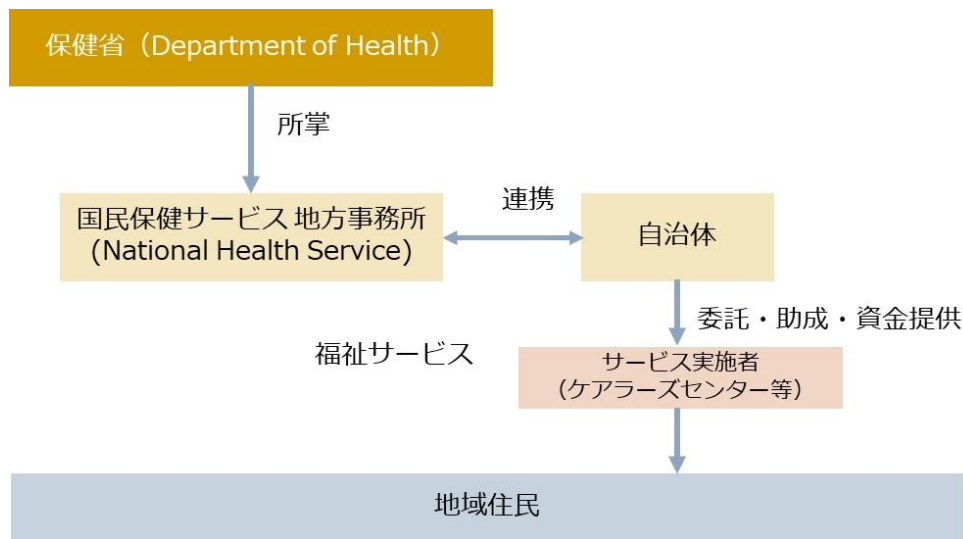 保健省（Department of Health）
所掌
国民保健サービス 地方事務所
(National Health Service)
連携
自治体
委託・助成・資金提供
福祉サービス
サービス実施者
（ケアラーズセンター等）
地域住民